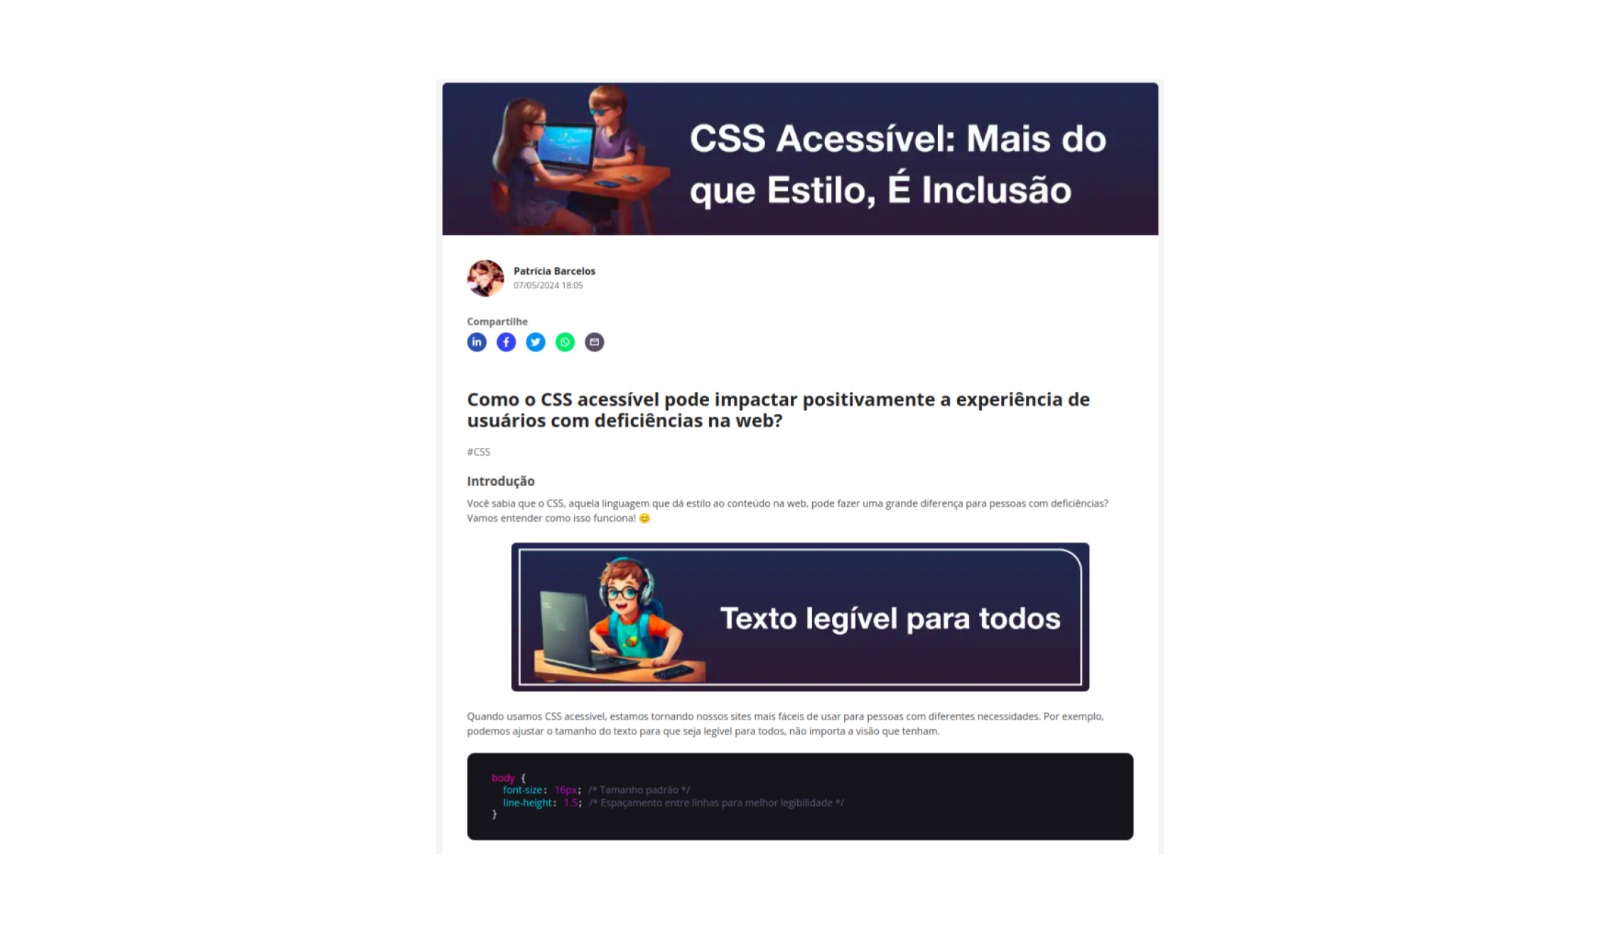 CSS Acessível: Mais do
que Estilo, É Inclusão
Patrícia Barcelos
07/05/2024 18:05
Compartilhe
Como o CSS acessível pode impactar positivamente a experiência de
usuários com deficiências na web?
#CSS
Introdução
Você sabia que o CSS, aquela linguagem que dá estilo ao conteúdo na web, pode fazer uma grande diferença para pessoas com deficiências?
Vamos entender como isso funciona! 😊
Texto legível para todos
Quando usamos CSS acessível, estamos tornando nossos sites mais fáceis de usar para pessoas com diferentes necessidades. Por exemplo,
podemos ajustar o tamanho do texto para que seja legível para todos, não importa a visão que tenham.
body {
font-size: 16px; /* Tamanho padrão */
line-height: 1.5; /* Espaçamento entre linhas para melhor legibilidade */
}